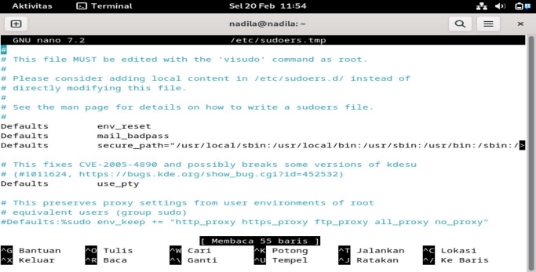 Aktivitas Terminal Sel 20 Feb 11:54
nadila@nadila: ~
GNU nano 7.2 /etc/sudoers.tmp
#
# This file MUST be edited with the 'visudo' command as root.
#
# Please consider adding local content in /etc/sudoers.d/ instead of
# directly modifying this file.
#
# See the man page for details on how to write a sudoers file.
#
Defaults env_reset
Defaults mail_badpass
Defaults secure_path="/usr/local/sbin:/usr/local/bin:/usr/sbin:/usr/bin:/sbin:/>
# This fixes CVE-2005-4890 and possibly breaks some versions of kdesu
# (#1011624, https://bugs.kde.org/show_bug.cgi?id=452532)
Defaults use_pty
# This preserves proxy settings from user environments of root
# equivalent users (group sudo)
#Defaults:%sudo env_keep += "http_proxy https_proxy ftp_proxy all_proxy no_proxy"
[ Membaca 55 baris ]
^G Bantuan ^O Tulis ^W Cari ^K Potong ^T Jalankan ^C Lokasi
^X Keluar ^R Baca ^\ Ganti ^U Tempel ^J Ratakan ^/ Ke Baris